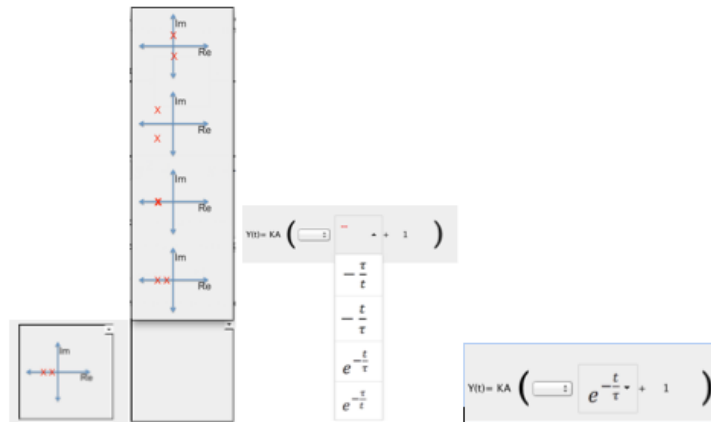 Im
Re
Im
Re
Im
Re
Im
Re
Im
Re
Y(t)= KA ( -- + 1 )
− τ/t
− t/τ
e^{−t/τ}
e^{−τ/t}
Y(t)= KA ( e^{−t/τ} + 1 )